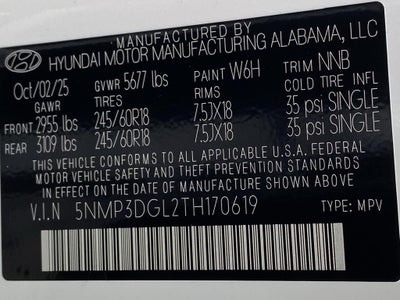 MANUFACTURED BY
HYUNDAI MOTOR MANUFACTURING ALABAMA, LLC
Oct/02/25 GVWR 5677 lbs PAINT W6H TRIM NNB
GAWR TIRES RIMS COLD TIRE INFL
FRONT 2955 lbs 245/60R18 7.5JX18 35 psi SINGLE
REAR 3109 lbs 245/60R18 7.5JX18 35 psi SINGLE
THIS VEHICLE CONFORMS TO ALL APPLICABLE U.S.A. FEDERAL
MOTOR VEHICLE SAFETY AND THEFT PREVENTION STANDARDS
IN EFFECT ON THE DATE OF MANUFACTURE SHOWN ABOVE.
V.I.N 5NMP3DGL2TH170619 TYPE: MPV